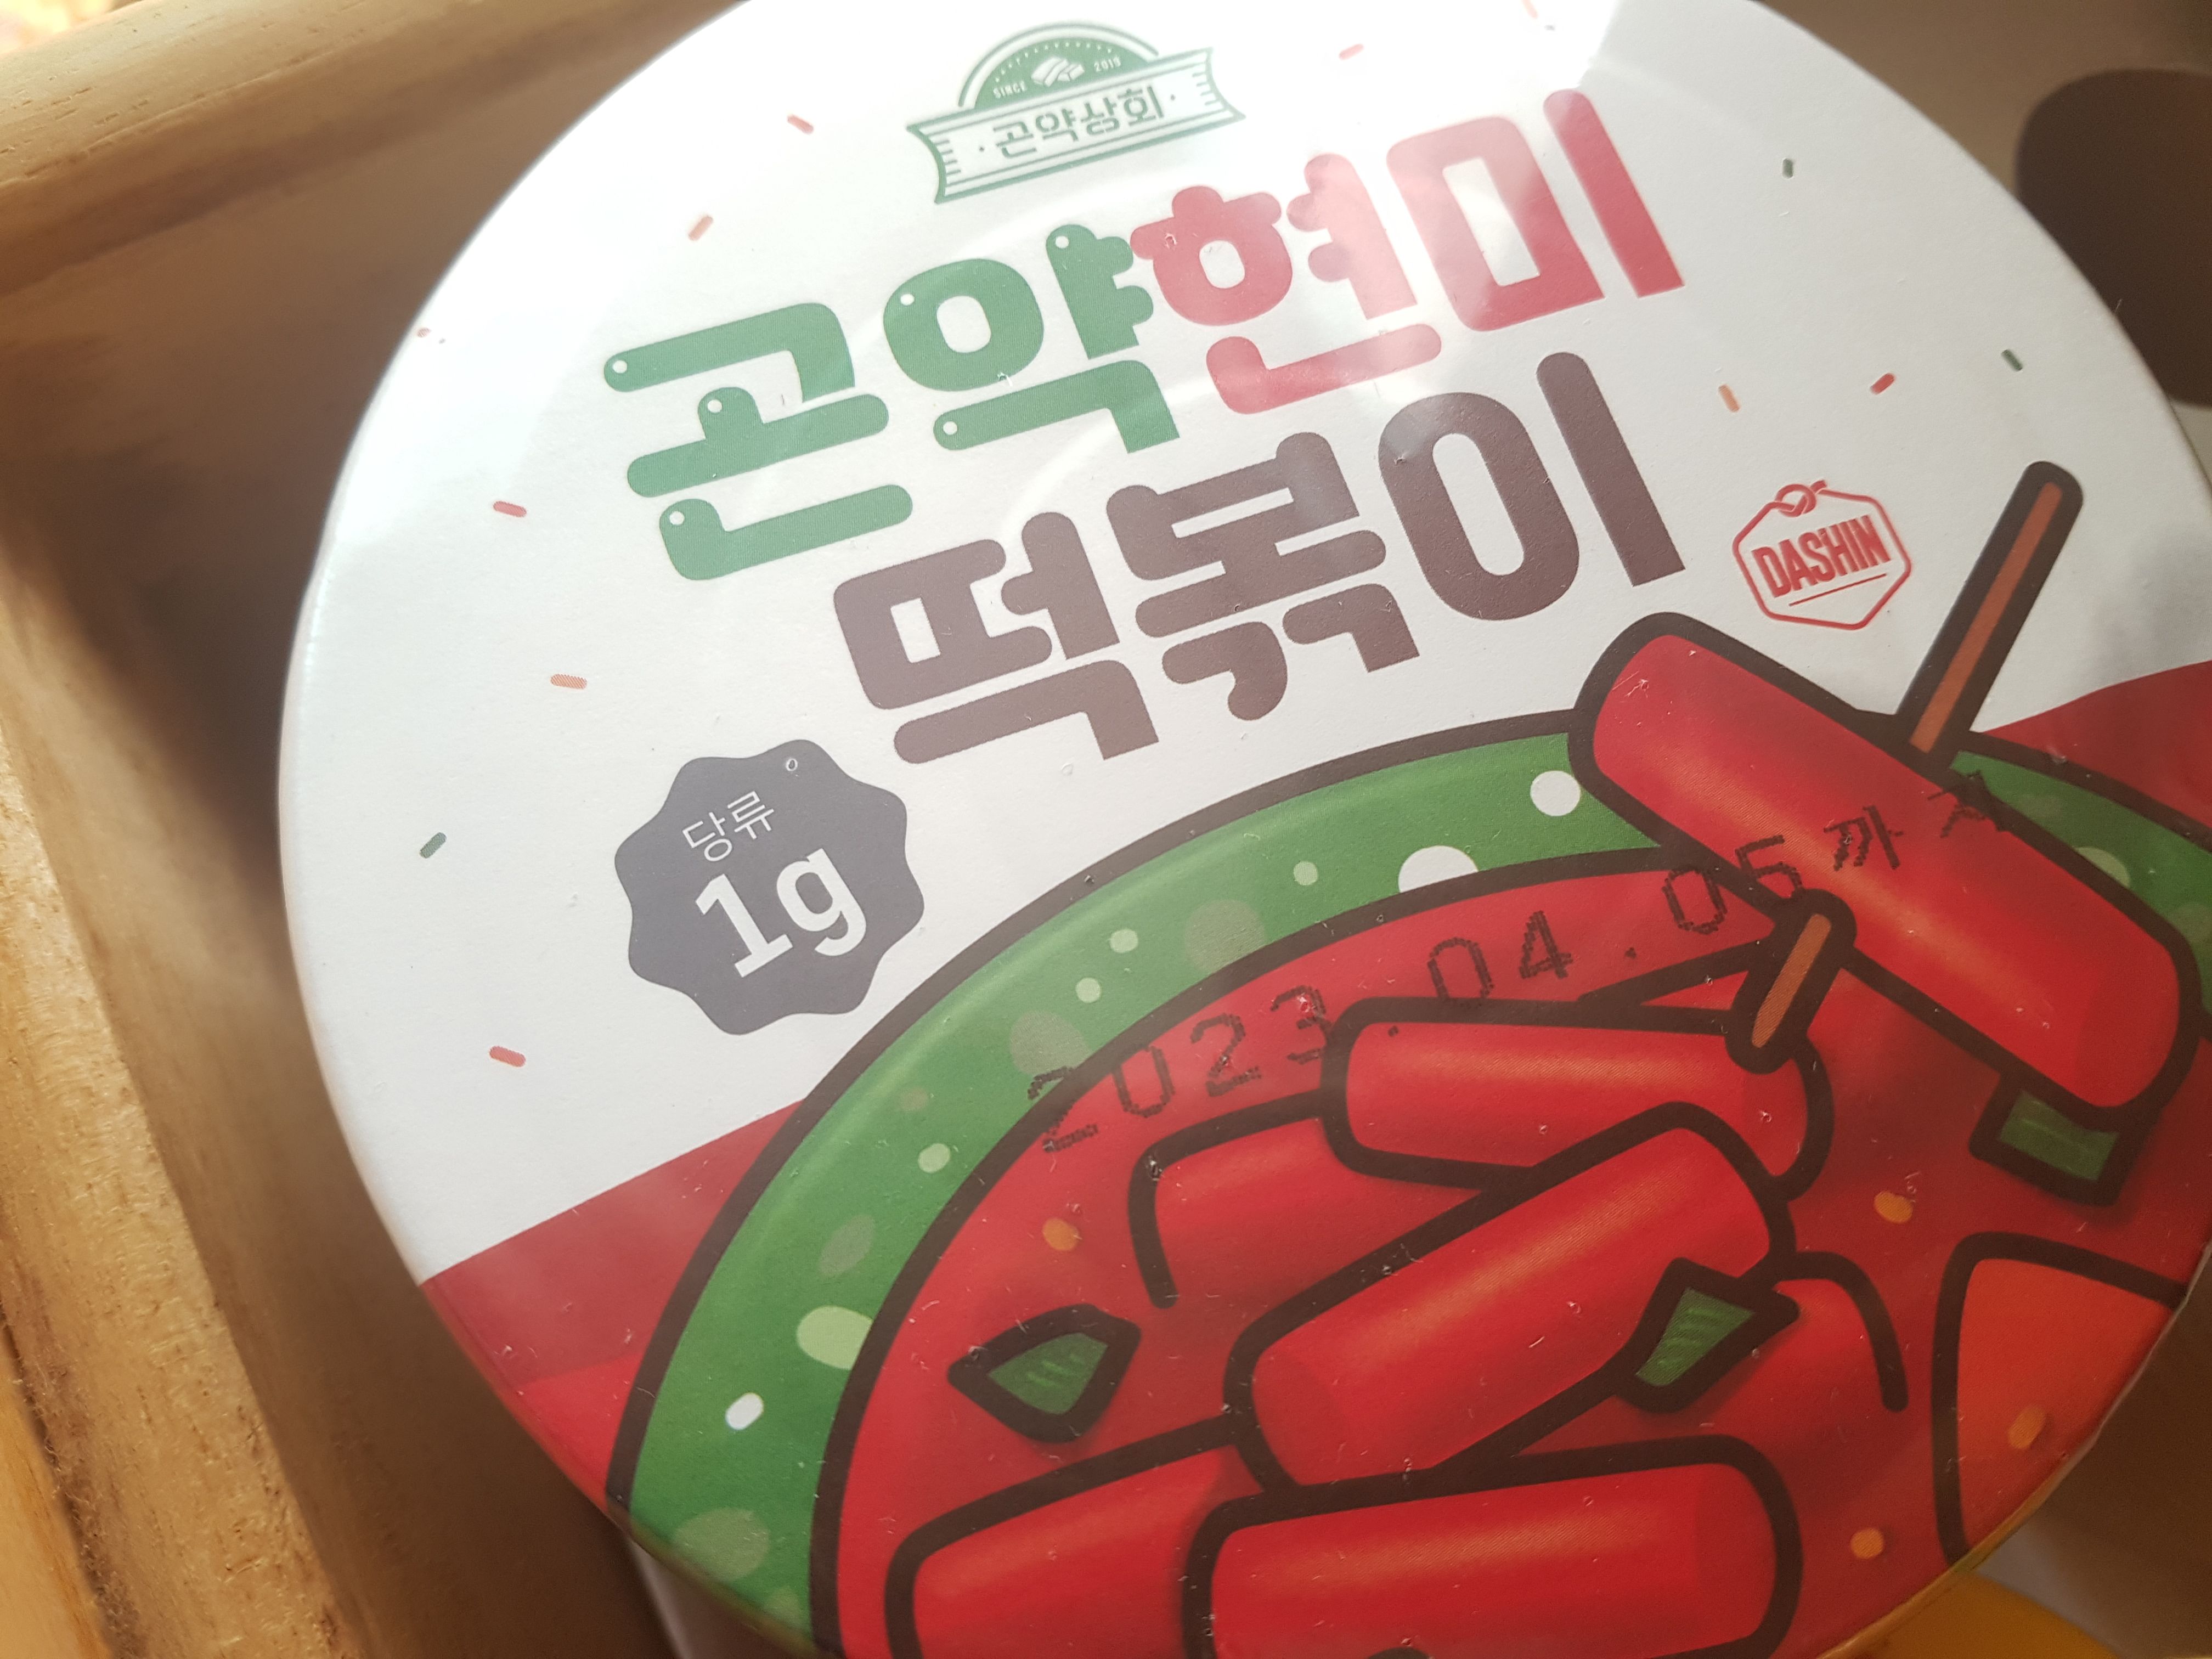 SINCE 2019
·곤약상회·
곤약현미
떡볶이
DASHIN
당류
1g
2023.04.05까지